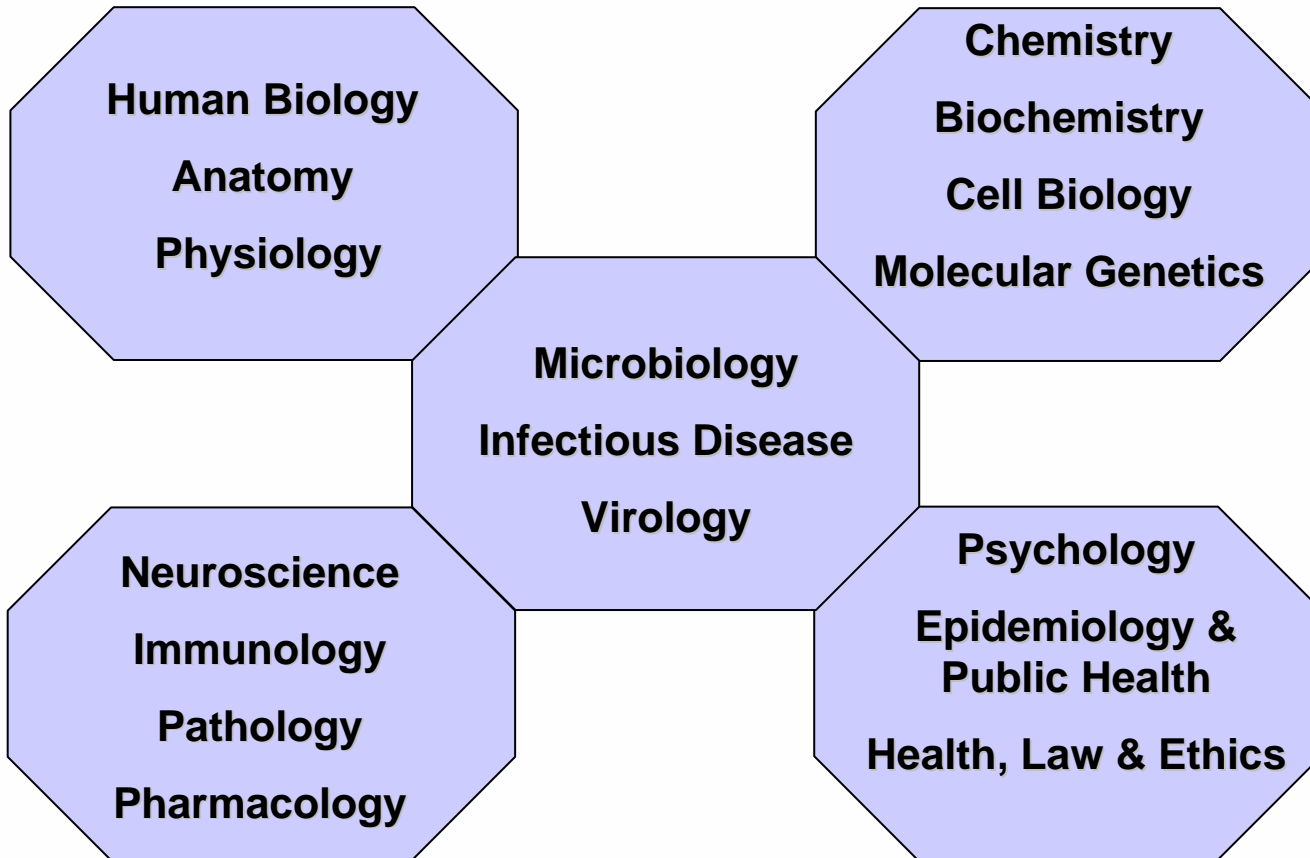 Human Biology
Anatomy
Physiology
Chemistry
Biochemistry
Cell Biology
Molecular Genetics
Microbiology
Infectious Disease
Virology
Neuroscience
Immunology
Pathology
Pharmacology
Psychology
Epidemiology &
Public Health
Health, Law & Ethics